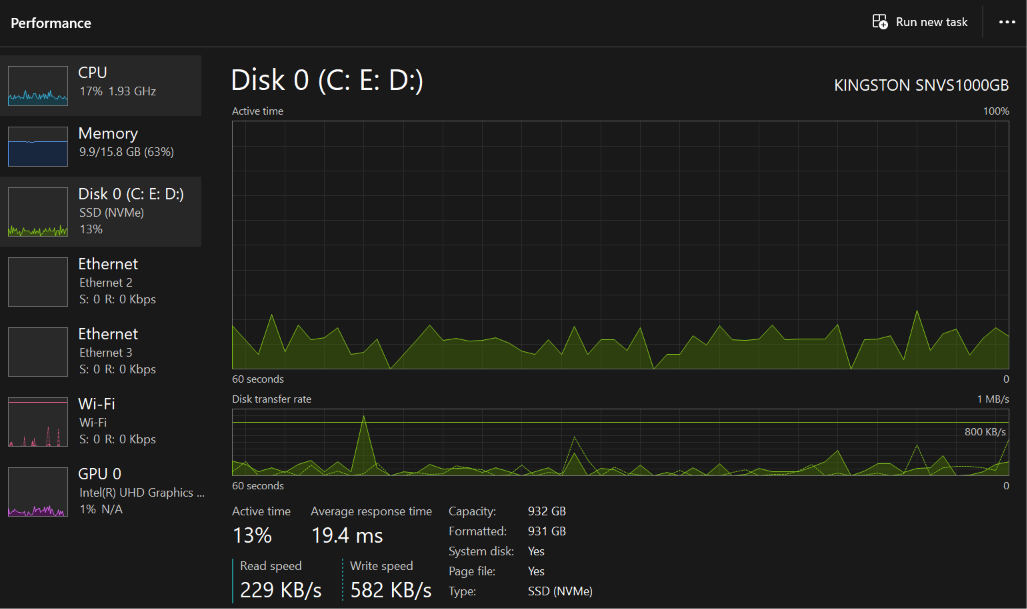 Performance
Run new task
CPU
17% 1.93 GHz
Memory
9.9/15.8 GB (63%)
Disk 0 (C: E: D:)
SSD (NVMe)
13%
Ethernet
Ethernet 2
S: 0 R: 0 Kbps
Ethernet
Ethernet 3
S: 0 R: 0 Kbps
Wi-Fi
Wi-Fi
S: 0 R: 0 Kbps
GPU 0
Intel(R) UHD Graphics ...
1% N/A
Disk 0 (C: E: D:)
KINGSTON SNVS1000GB
Active time
100%
60 seconds
0
Disk transfer rate
1 MB/s
800 KB/s
60 seconds
0
Active time
13%
Average response time
19.4 ms
Read speed
229 KB/s
Write speed
582 KB/s
Capacity: 932 GB
Formatted: 931 GB
System disk: Yes
Page file: Yes
Type: SSD (NVMe)